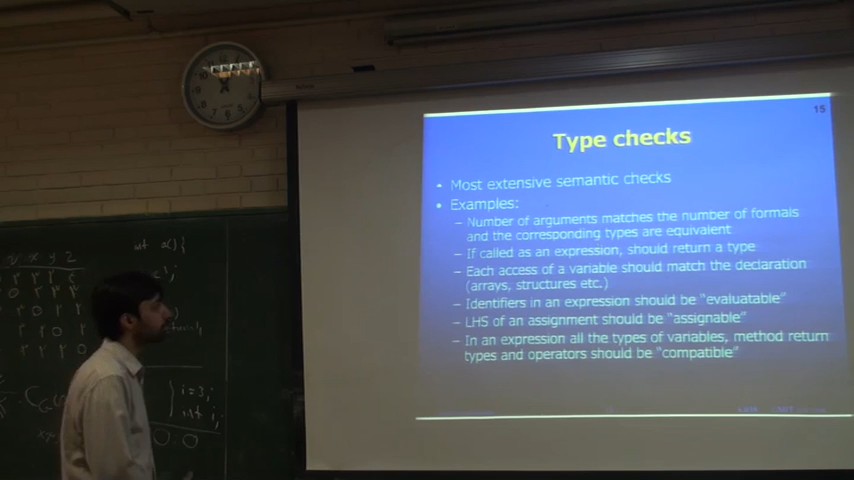 15
Type checks
• Most extensive semantic checks
• Examples:
– Number of arguments matches the number of formals
and the corresponding types are equivalent
– If called as an expression, should return a type
– Each access of a variable should match the declaration
(arrays, structures etc.)
– Identifiers in an expression should be "evaluatable"
– LHS of an assignment should be "assignable"
– In an expression all the types of variables, method return
types and operators should be "compatible"
int a(){
i=3;
int i;